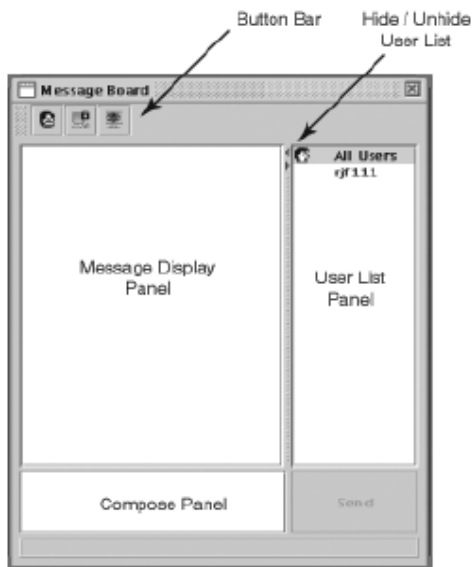 Button Bar
Hide / Unhide
User List
Message Board
All Users
rjf111
Message Display
Panel
User List
Panel
Compose Panel
Send